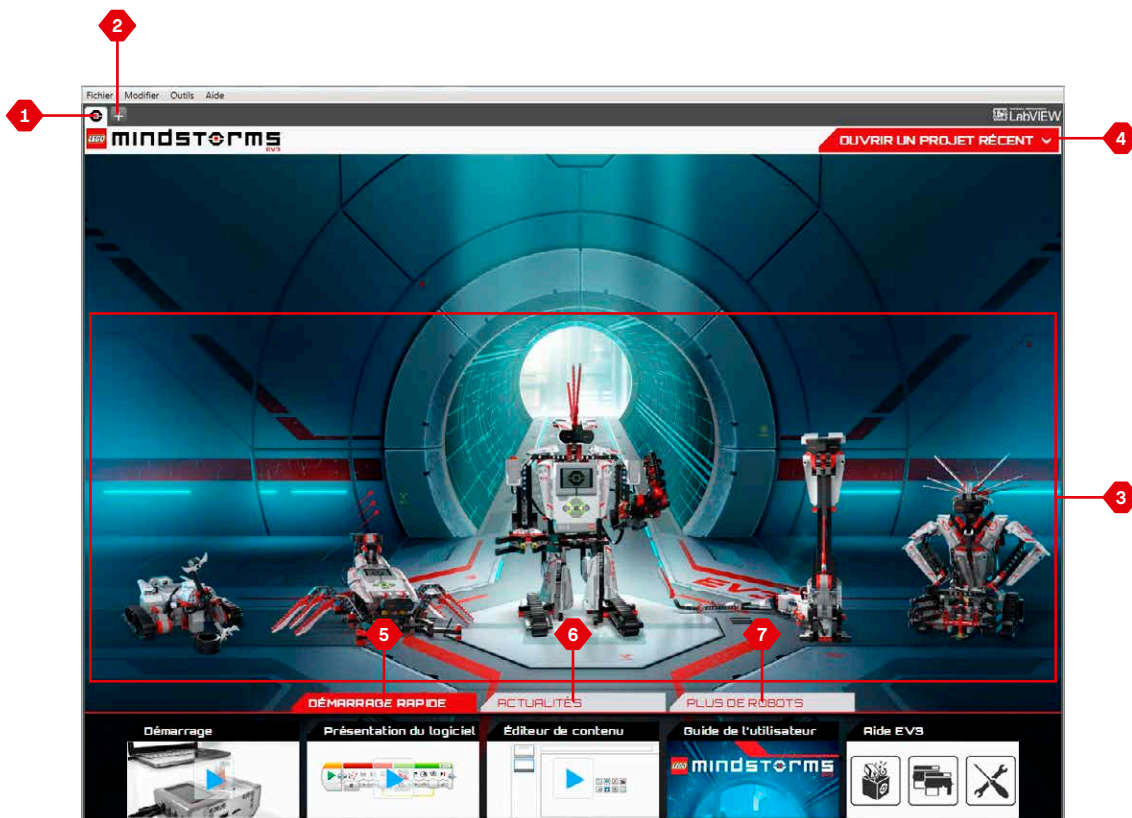 2
Fichier Modifier Outils Aide
1
LabVIEW
LEGO mindstorms EV3
OUVRIR UN PROJET RÉCENT
4
3
EV3
5
6
7
DÉMARRAGE RAPIDE
ACTUALITÉS
PLUS DE ROBOTS
Démarrage
Présentation du logiciel
Éditeur de contenu
Guide de l'utilisateur
Aide EV3
LEGO mindstorms EV3